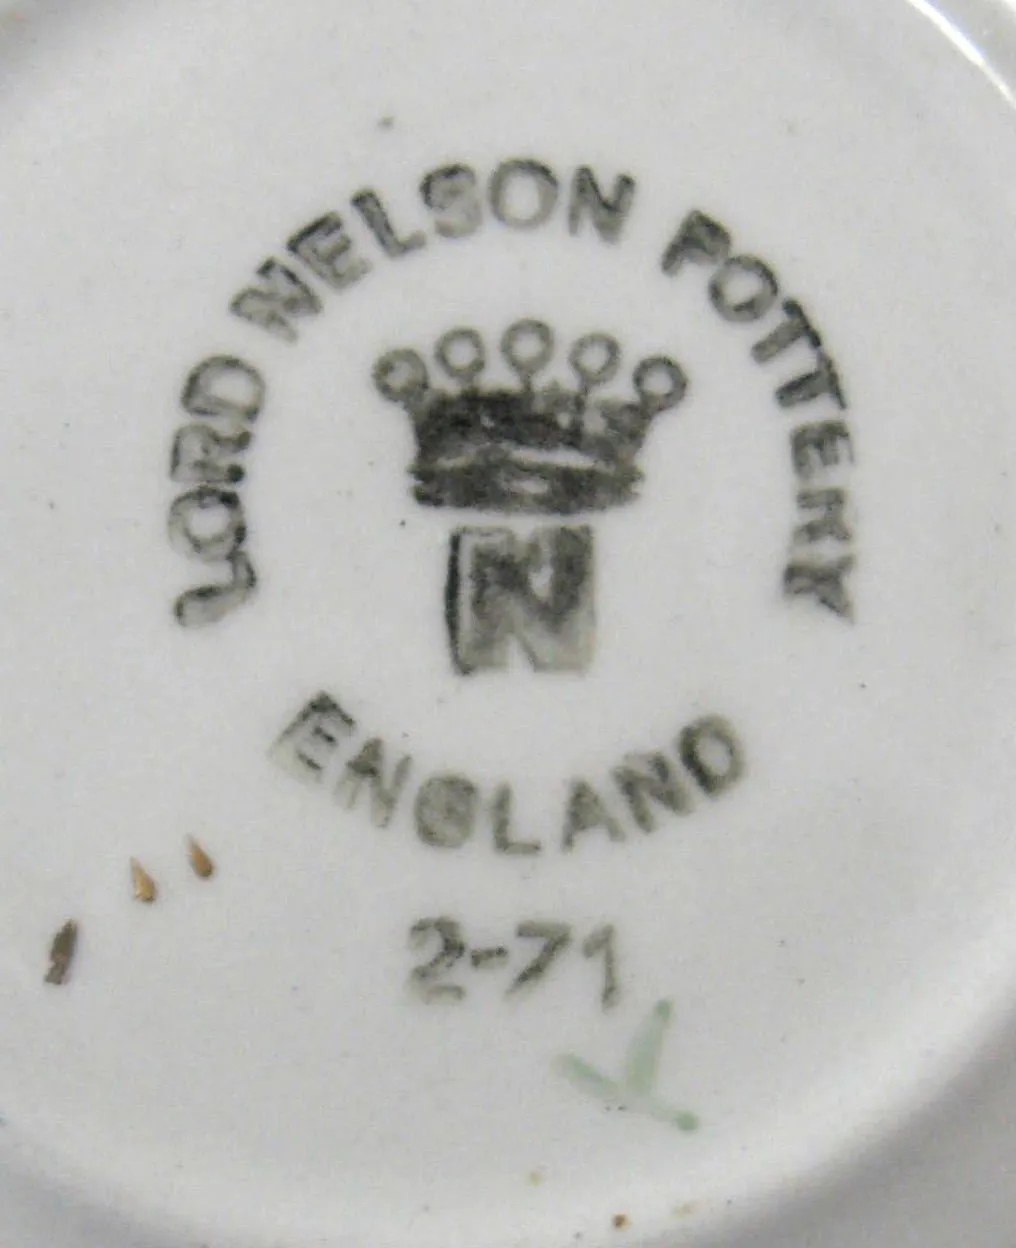 LORD NELSON POTTERY
N
ENGLAND
2-71